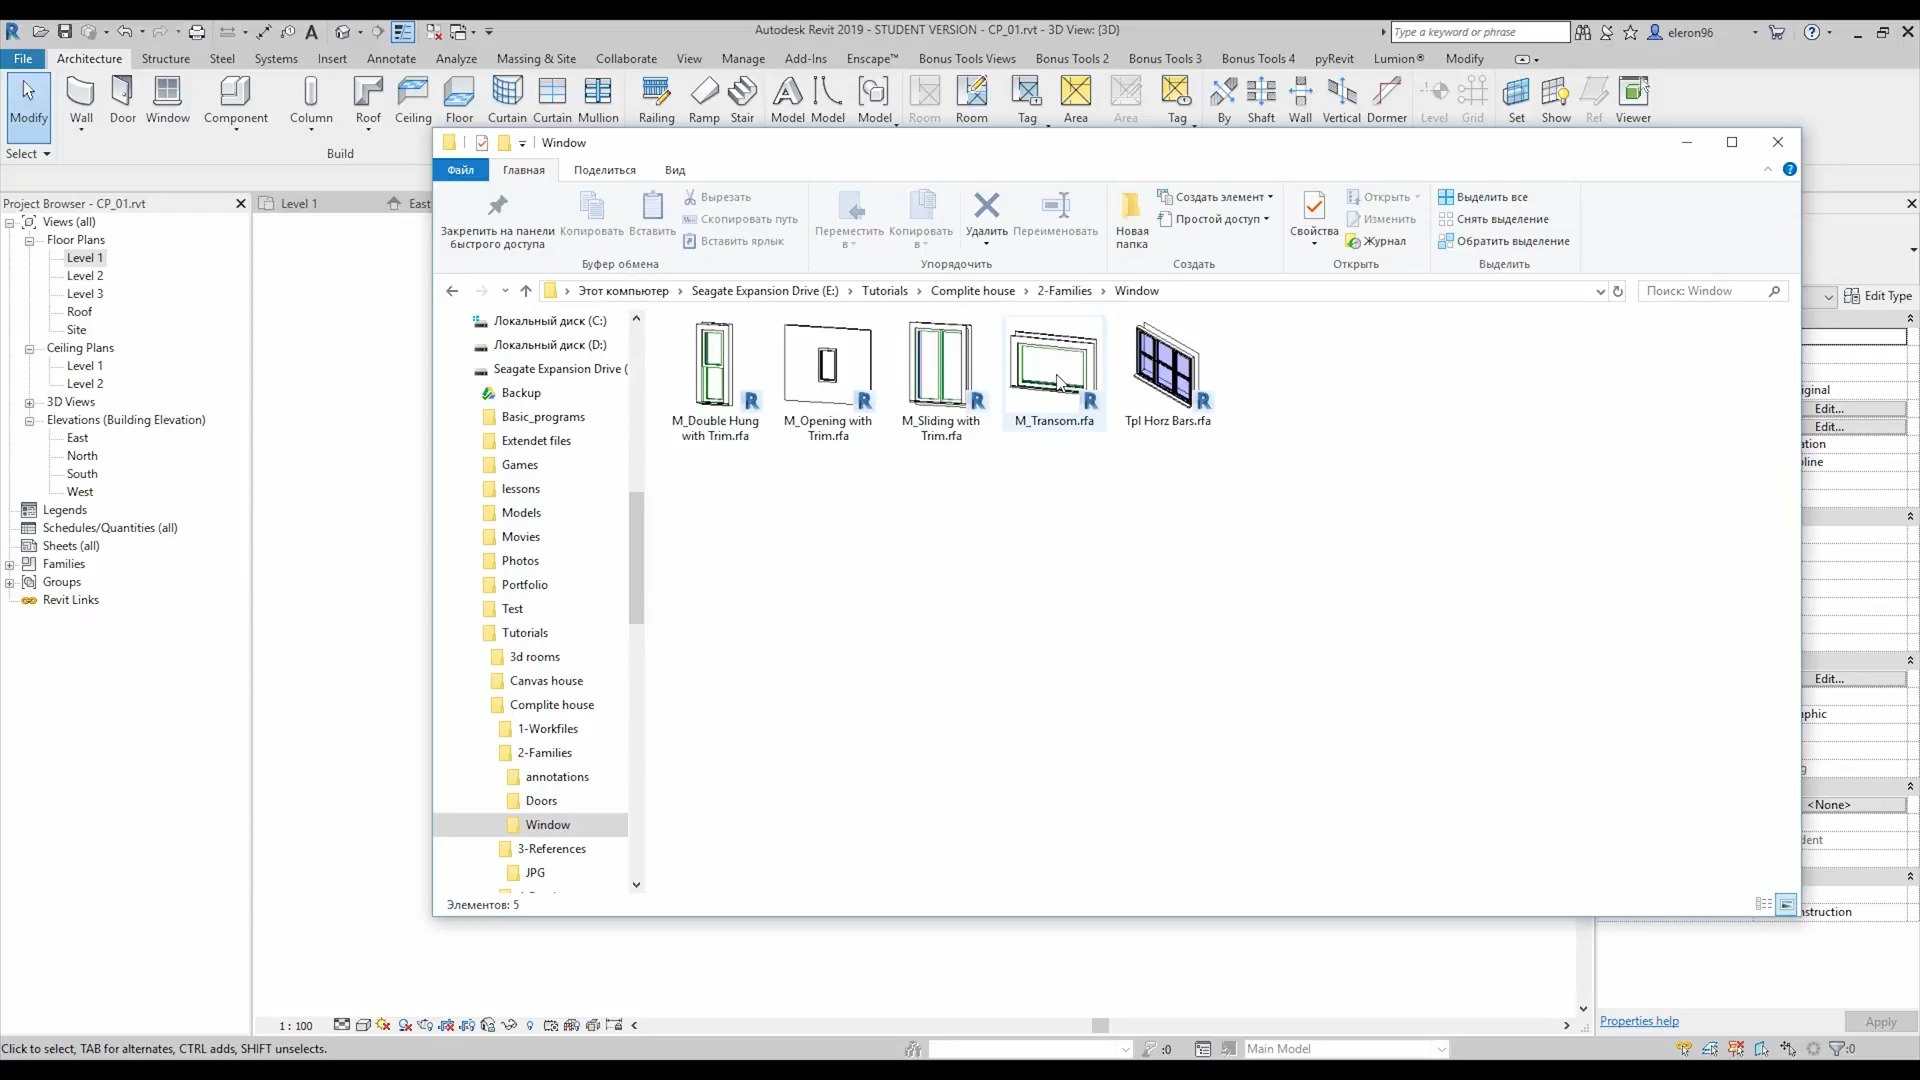 Autodesk Revit 2019 - STUDENT VERSION - CP_01.rvt - 3D View: {3D}
Type a keyword or phrase
eleron96
File Architecture Structure Steel Systems Insert Annotate Analyze Massing & Site Collaborate View Manage Add-Ins Enscape™ Bonus Tools Views Bonus Tools 2 Bonus Tools 3 Bonus Tools 4 pyRevit Lumion® Modify
Modify Wall Door Window Component Column Roof Ceiling Floor Curtain Curtain Mullion Railing Ramp Stair Model Model Model Room Room Tag Area Area Tag By Shaft Wall Vertical Dormer Level Grid Set Show Ref Viewer
Select Build
Window
Файл Главная Поделиться Вид
Закрепить на панели быстрого доступа
Копировать
Вставить
Вырезать
Скопировать путь
Вставить ярлык
Буфер обмена
Переместить в
Копировать в
Удалить
Переименовать
Упорядочить
Новая папка
Создать элемент
Простой доступ
Создать
Свойства
Открыть
Изменить
Журнал
Открыть
Выделить все
Снять выделение
Обратить выделение
Выделить
Этот компьютер > Seagate Expansion Drive (E:) > Tutorials > Complite house > 2-Families > Window
Поиск: Window
Локальный диск (C:)
Локальный диск (D:)
Seagate Expansion Drive (
Backup
Basic_programs
Extendet files
Games
lessons
Models
Movies
Photos
Portfolio
Test
Tutorials
3d rooms
Canvas house
Complite house
1-Workfiles
2-Families
annotations
Doors
Window
3-References
JPG
M_Double Hung
with Trim.rfa
M_Opening with
Trim.rfa
M_Sliding with
Trim.rfa
M_Transom.rfa
Tpl Horz Bars.rfa
Элементов: 5
Project Browser - CP_01.rvt
Views (all)
Floor Plans
Level 1
Level 2
Level 3
Roof
Site
Ceiling Plans
Level 1
Level 2
3D Views
Elevations (Building Elevation)
East
North
South
West
Legends
Schedules/Quantities (all)
Sheets (all)
Families
Groups
Revit Links
Level 1
East
Edit Type
iginal
Edit...
Edit...
Edit...
<None>
struction
1 : 100
Properties help
Apply
Click to select, TAB for alternates, CTRL adds, SHIFT unselects.
:0
Main Model
:0